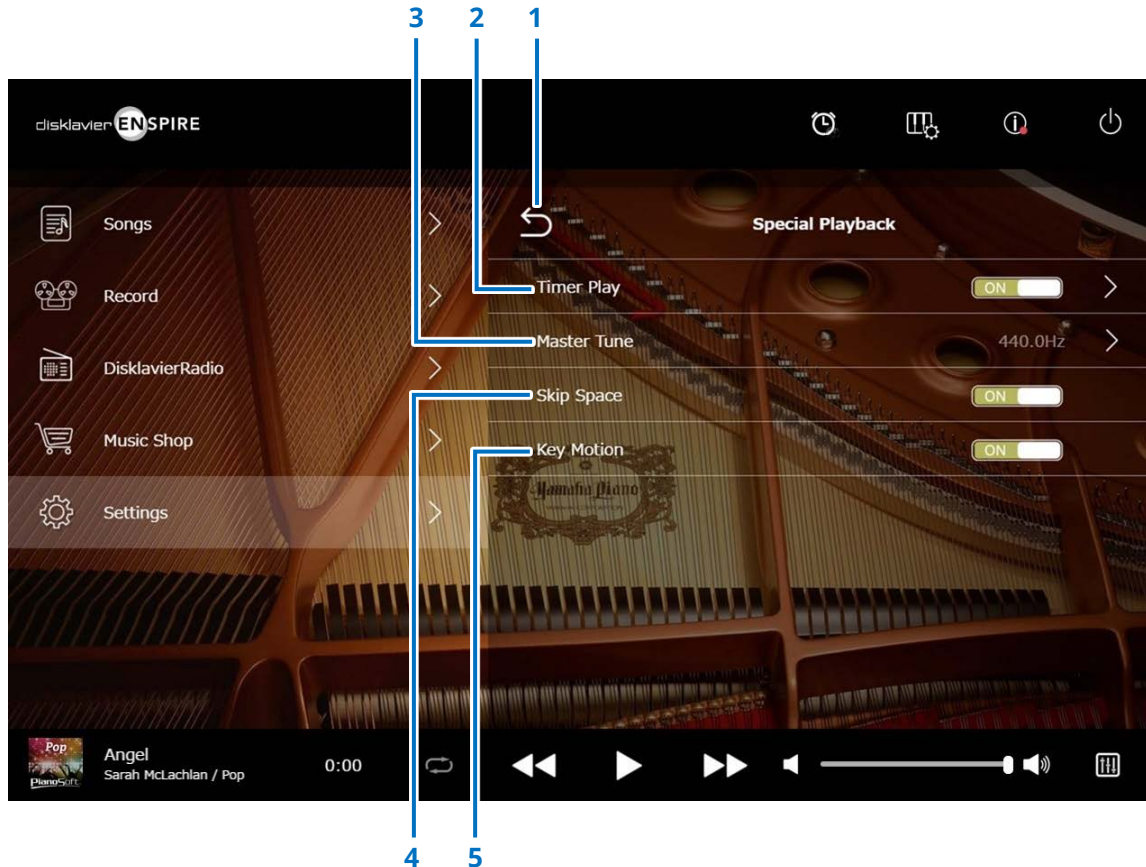 3 2 1
disklavier ENSPIRE
Special Playback
Songs
Record
DisklavierRadio
Music Shop
Settings
Timer Play ON
Master Tune 440.0Hz
Skip Space ON
Key Motion ON
Yamaha Piano
Pop
PianoSoft
Angel
Sarah McLachlan / Pop
0:00
4 5